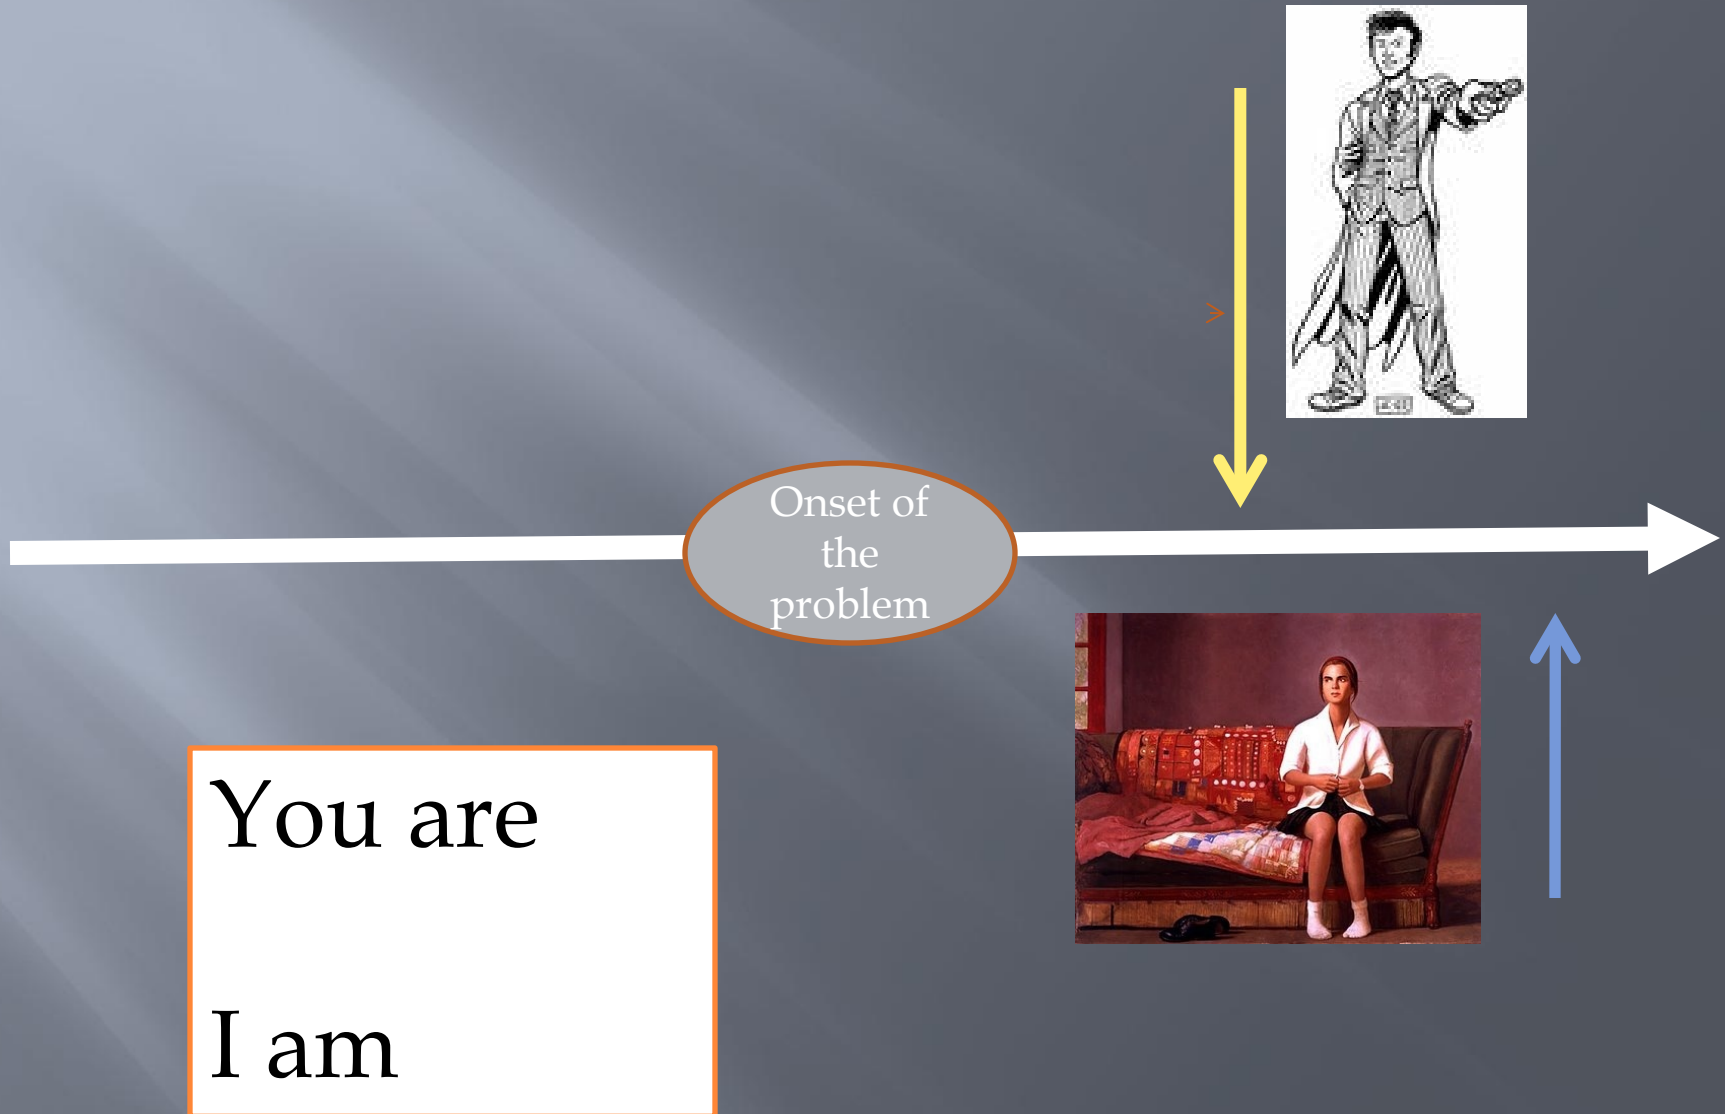 Onset of
the
problem
You are
I am